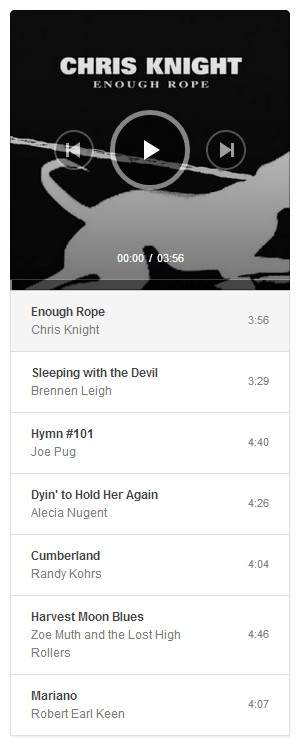 CHRIS KNIGHT
ENOUGH ROPE
00:00 / 03:56
Enough Rope
Chris Knight
3:56
Sleeping with the Devil
Brennen Leigh
3:29
Hymn #101
Joe Pug
4:40
Dyin' to Hold Her Again
Alecia Nugent
4:26
Cumberland
Randy Kohrs
4:04
Harvest Moon Blues
Zoe Muth and the Lost High
Rollers
4:46
Mariano
Robert Earl Keen
4:07